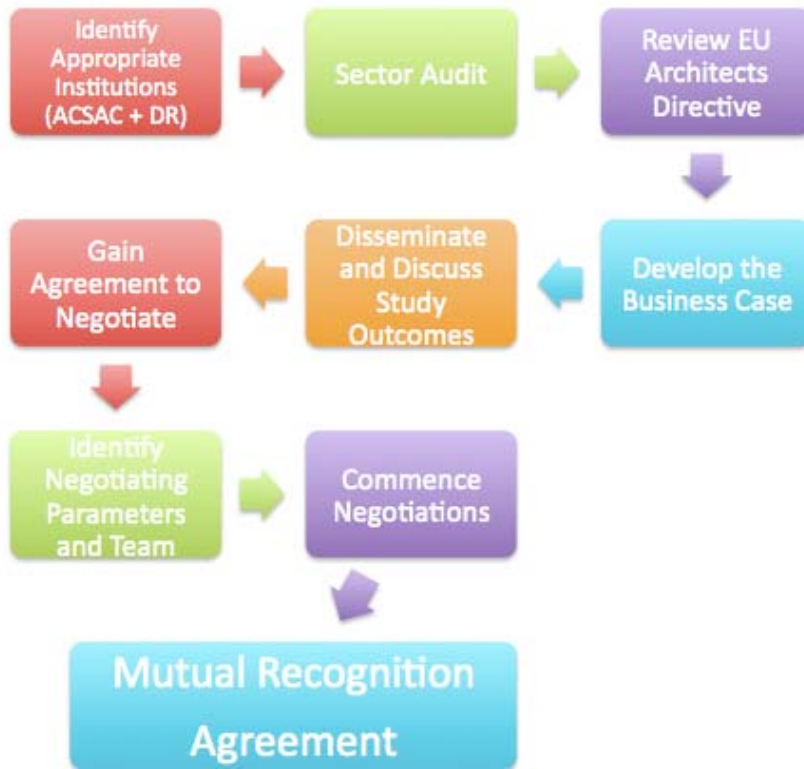 Identify
Appropriate
Institutions
(ACSAC + DR)
Sector Audit
Review EU
Architects
Directive
Develop the
Business Case
Disseminate
and Discuss
Study
Outcomes
Gain
Agreement to
Negotiate
Identify
Negotiating
Parameters
and Team
Commence
Negotiations
Mutual Recognition
Agreement